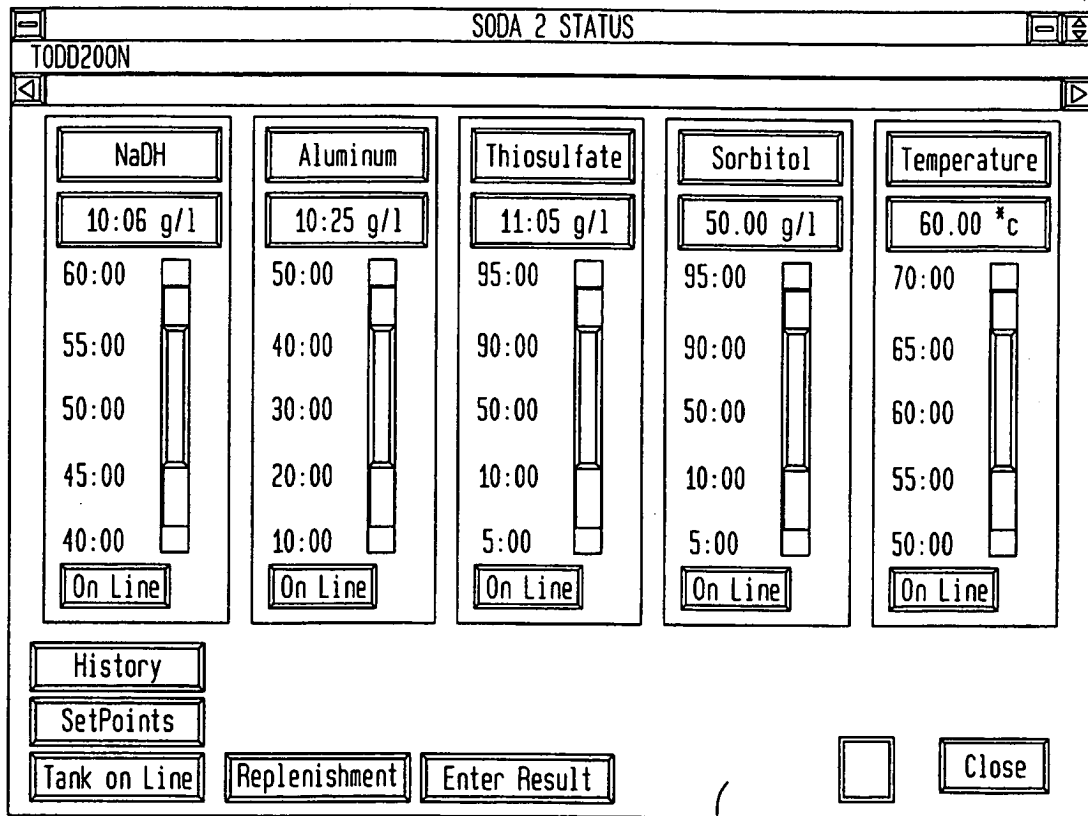 SODA 2 STATUS
TODD200N
NaDH
10:06 g/l
60:00
55:00
50:00
45:00
40:00
On Line
Aluminum
10:25 g/l
50:00
40:00
30:00
20:00
10:00
On Line
Thiosulfate
11:05 g/l
95:00
90:00
50:00
10:00
5:00
On Line
Sorbitol
50.00 g/l
95:00
90:00
50:00
10:00
5:00
On Line
Temperature
60.00 *c
70:00
65:00
60:00
55:00
50:00
On Line
History
SetPoints
Tank on Line
Replenishment
Enter Result
Close